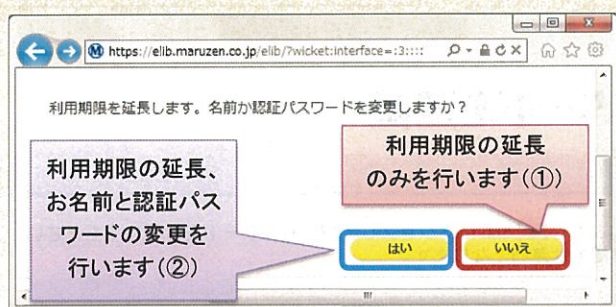 https://elib.maruzen.co.jp/elib/?wicket:interface=:3::::
利用期限を延長します。名前か認証パスワードを変更しますか？
利用期限の延長
のみを行います(①)
利用期限の延長、
お名前と認証パス
ワードの変更を
行います(②)
はい
いいえ